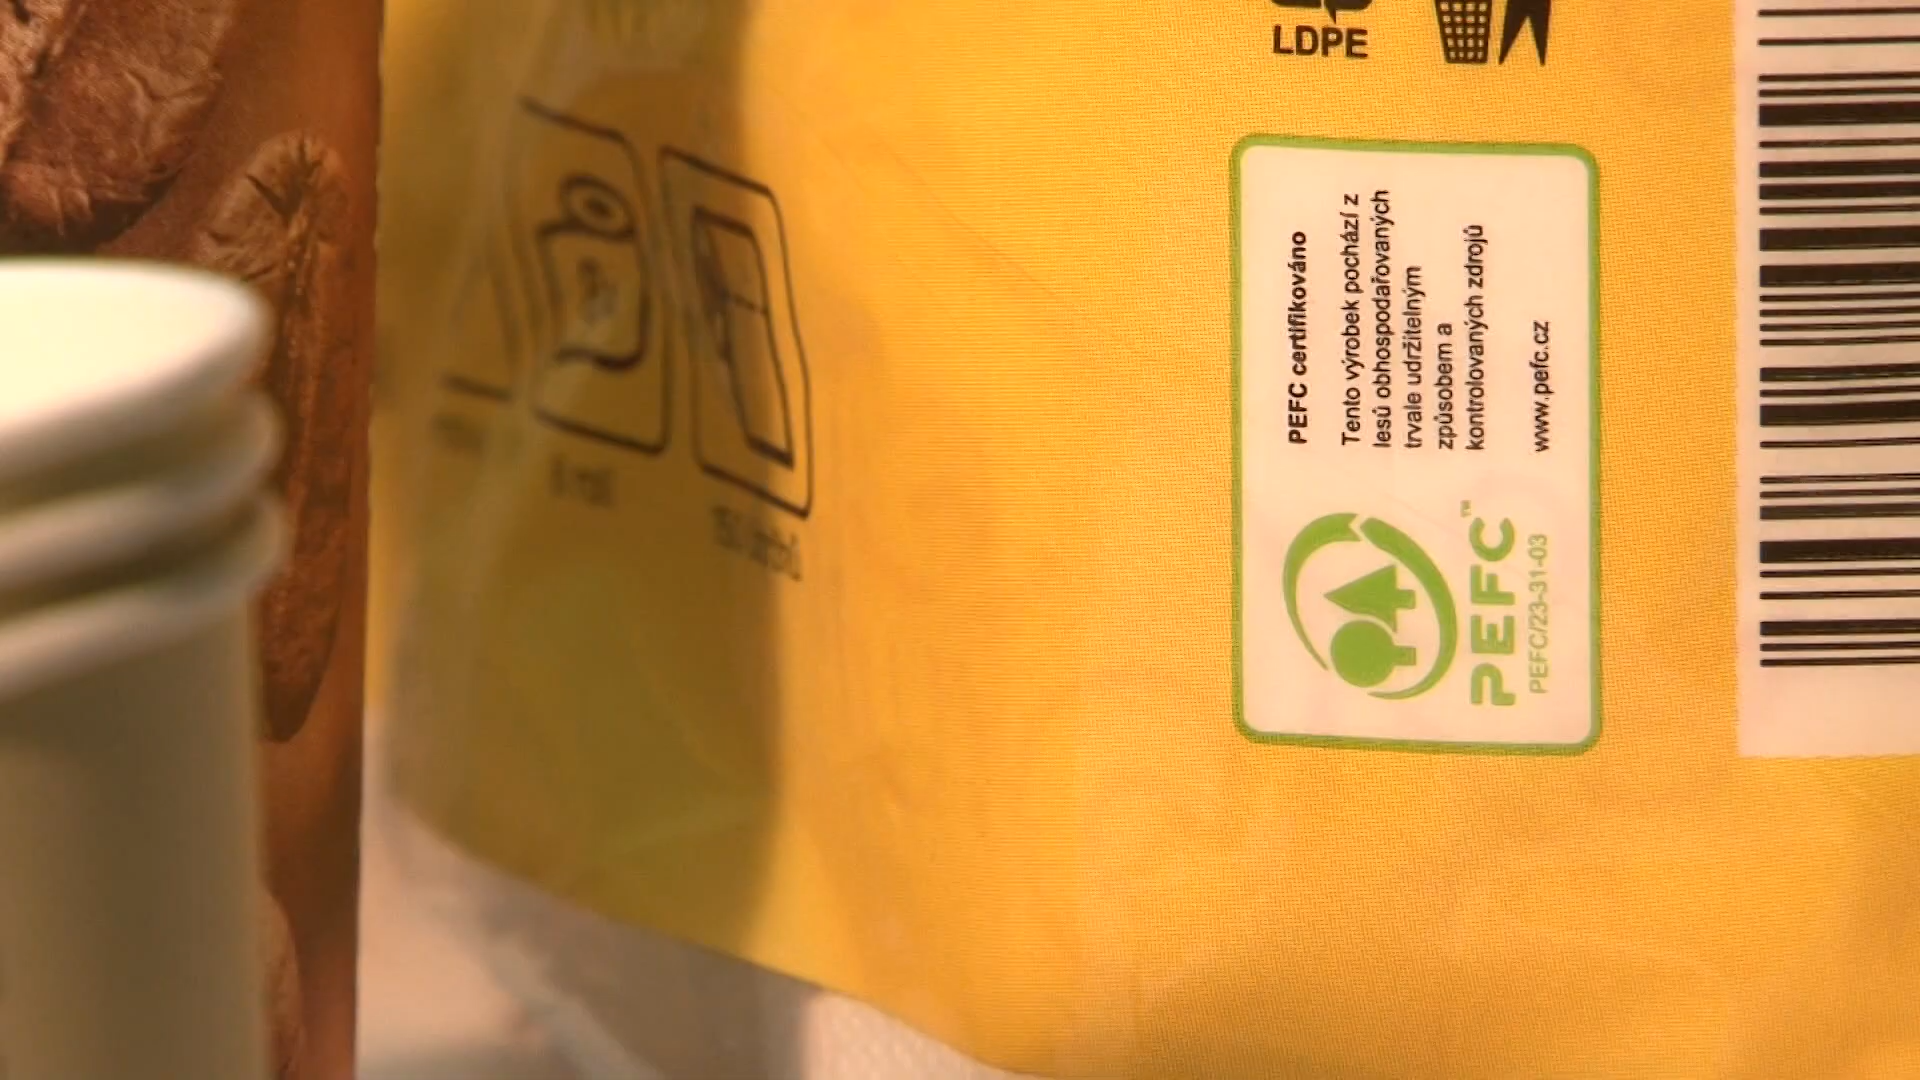 LDPE
PEFC certifikováno
Tento výrobek pochází z
lesů obhospodařovaných
trvale udržitelným
způsobem a
kontrolovaných zdrojů
www.pefc.cz
PEFC™
PEFC/23-31-03